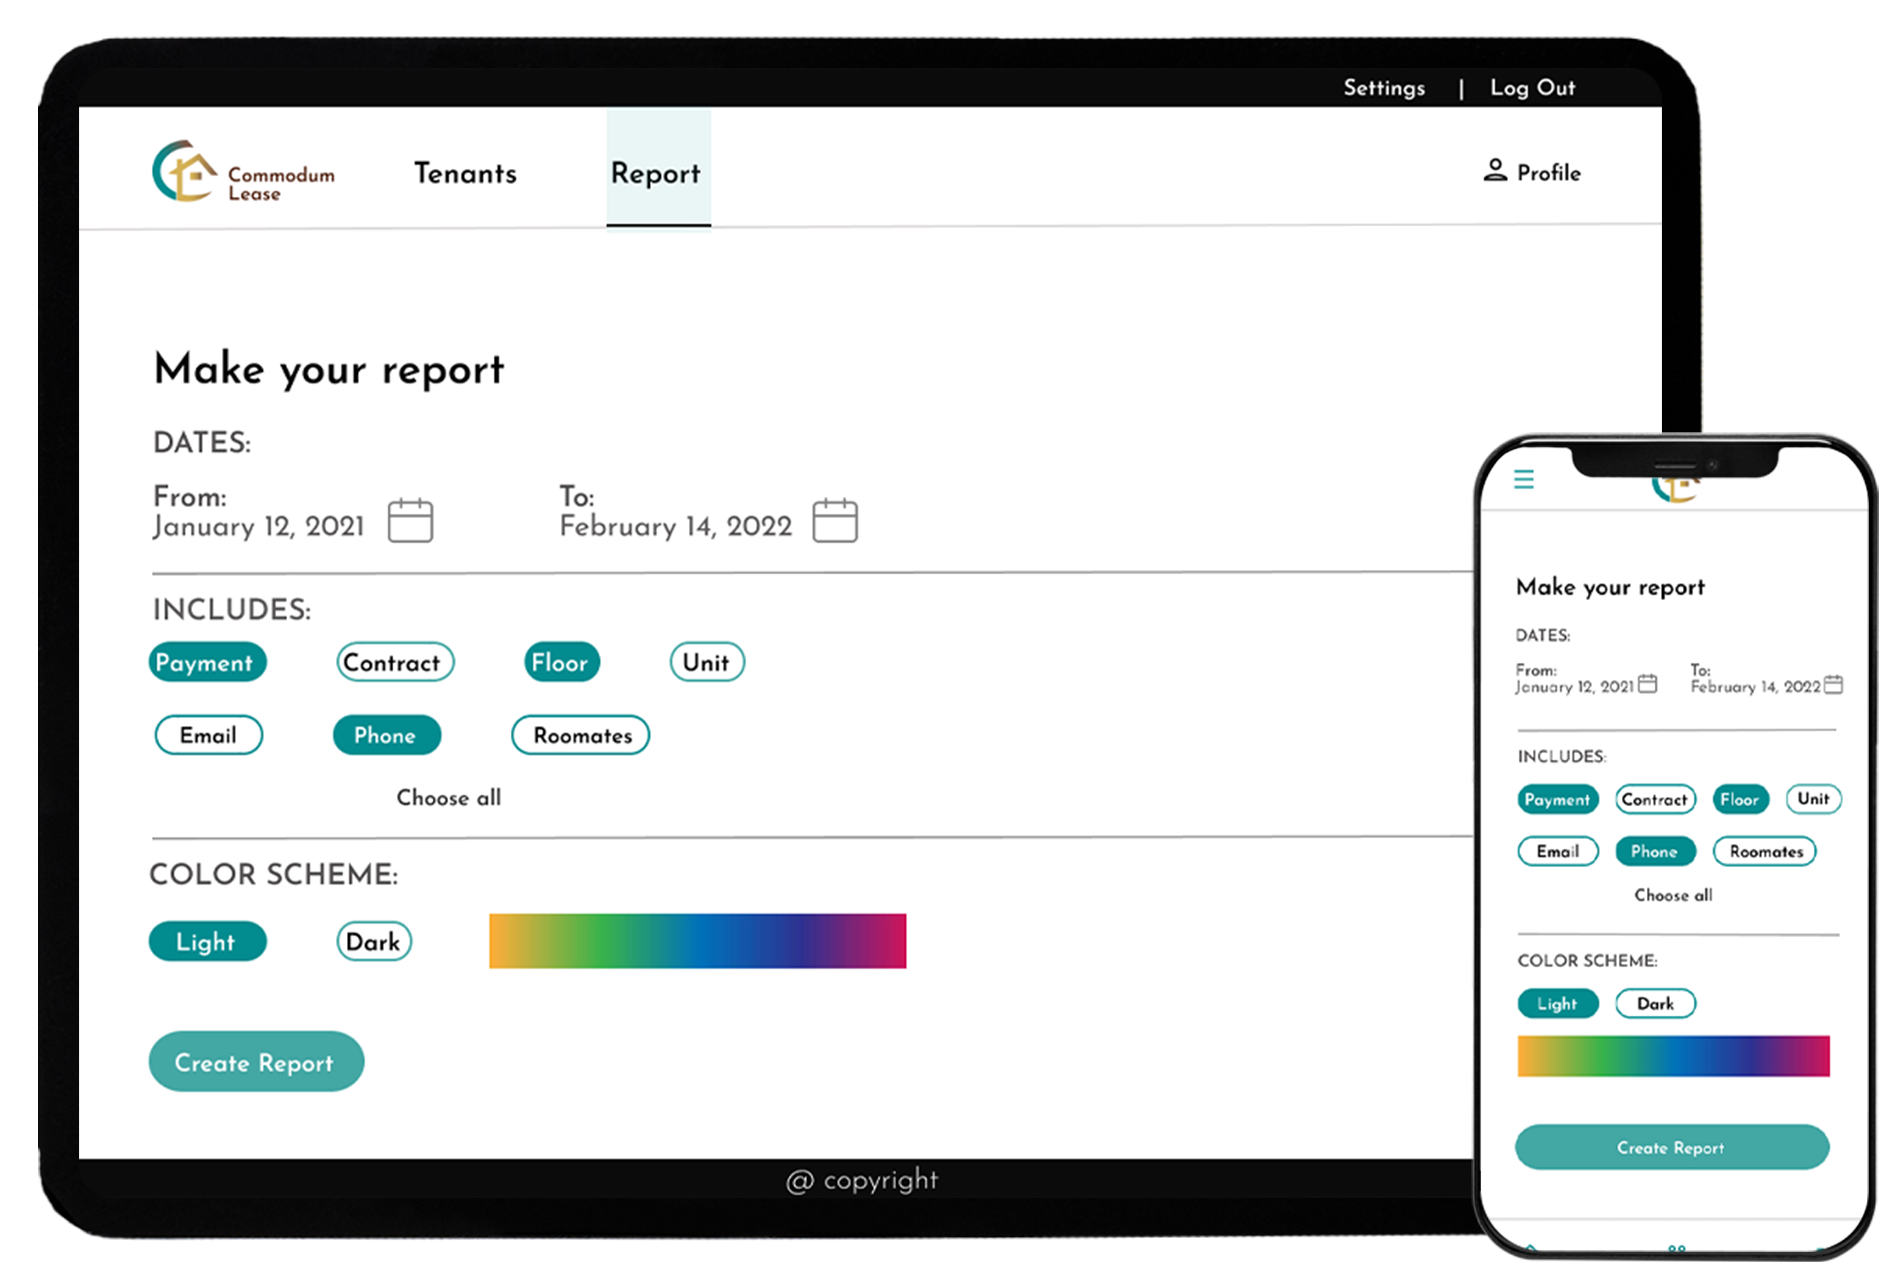 Settings | Log Out
Commodum
Lease
Tenants
Report
Profile
Make your report
DATES:
From:
January 12, 2021
To:
February 14, 2022
INCLUDES:
Payment
Contract
Floor
Unit
Email
Phone
Roomates
Choose all
COLOR SCHEME:
Light
Dark
Create Report
@ copyright
Make your report
DATES:
From:
January 12, 2021
To:
February 14, 2022
INCLUDES:
Payment
Contract
Floor
Unit
Email
Phone
Roomates
Choose all
COLOR SCHEME:
Light
Dark
Create Report